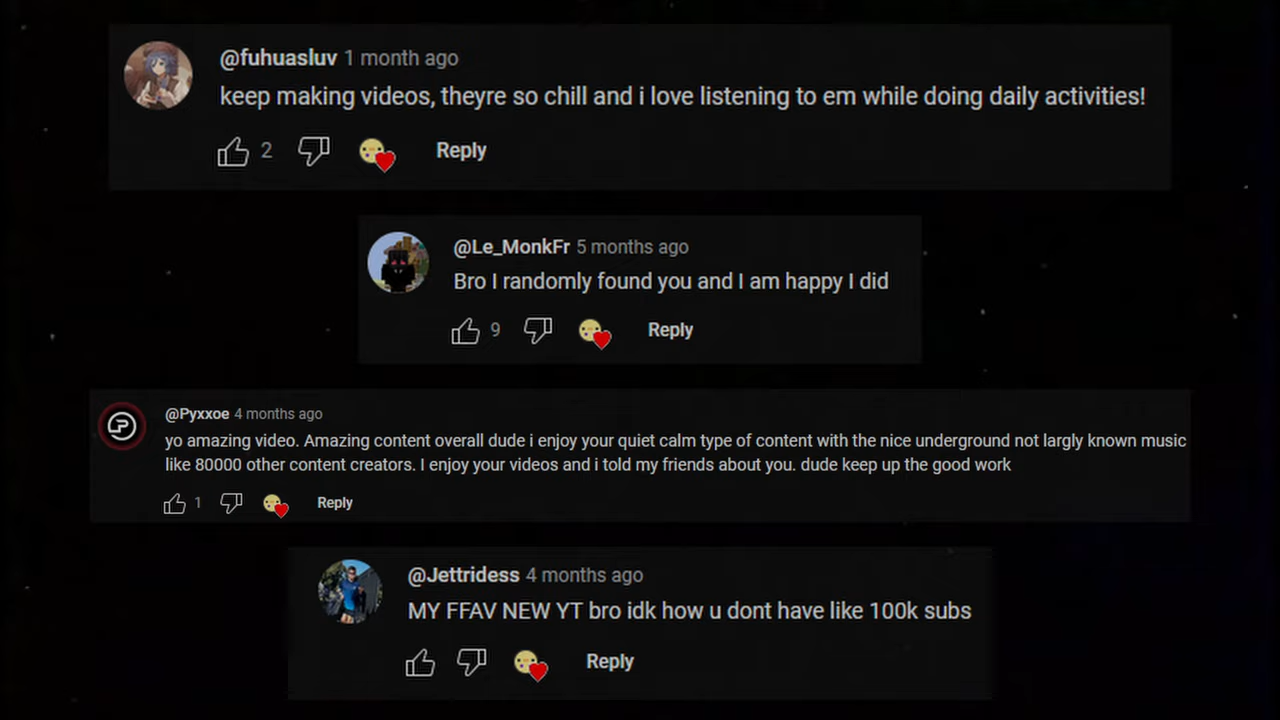 @fuhuasluv 1 month ago
keep making videos, theyre so chill and i love listening to em while doing daily activities!
2 Reply
@Le_MonkFr 5 months ago
Bro I randomly found you and I am happy I did
9 Reply
@Pyxxoe 4 months ago
yo amazing video. Amazing content overall dude i enjoy your quiet calm type of content with the nice underground not largly known music
like 80000 other content creators. I enjoy your videos and i told my friends about you. dude keep up the good work
1 Reply
@Jettridess 4 months ago
MY FFAV NEW YT bro idk how u dont have like 100k subs
Reply